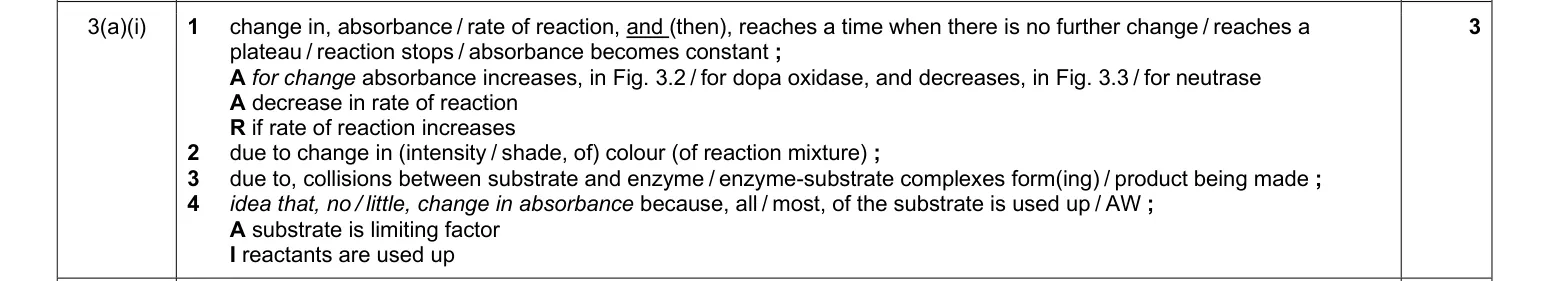 3(a)(i) 1 change in, absorbance / rate of reaction, and (then), reaches a time when there is no further change / reaches a 3
plateau / reaction stops / absorbance becomes constant ;
A for change absorbance increases, in Fig. 3.2 / for dopa oxidase, and decreases, in Fig. 3.3 / for neutrase
A decrease in rate of reaction
R if rate of reaction increases
2 due to change in (intensity / shade, of) colour (of reaction mixture) ;
3 due to, collisions between substrate and enzyme / enzyme-substrate complexes form(ing) / product being made ;
4 idea that, no / little, change in absorbance because, all / most, of the substrate is used up / AW ;
A substrate is limiting factor
I reactants are used up